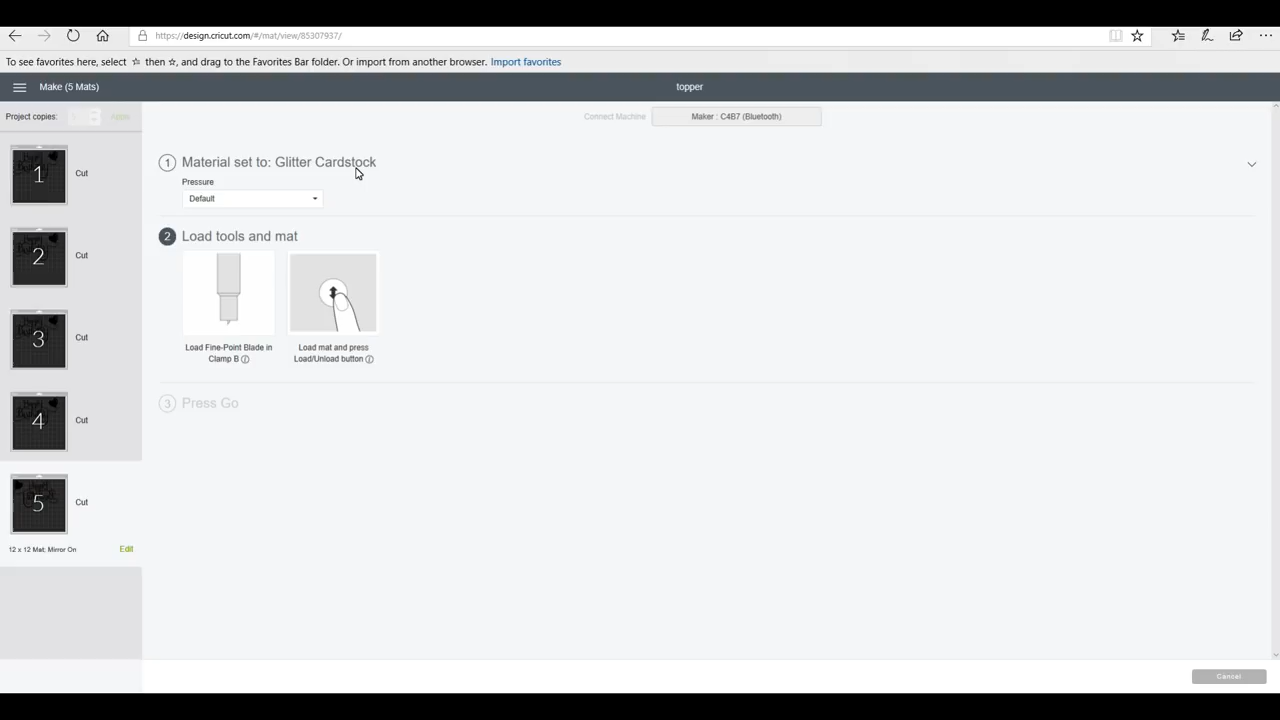 https://design.cricut.com/#/mat/view/85307937/
To see favorites here, select ☆ then ☆, and drag to the Favorites Bar folder. Or import from another browser. Import favorites
Make (5 Mats)
topper
Project copies:
Apply
Connect Machine
Maker : C4B7 (Bluetooth)
1 Cut
2 Cut
3 Cut
4 Cut
5 Cut
12 x 12 Mat; Mirror On
Edit
1 Material set to: Glitter Cardstock
Pressure
Default
2 Load tools and mat
Load Fine-Point Blade in
Clamp B
Load mat and press
Load/Unload button
3 Press Go
Cancel